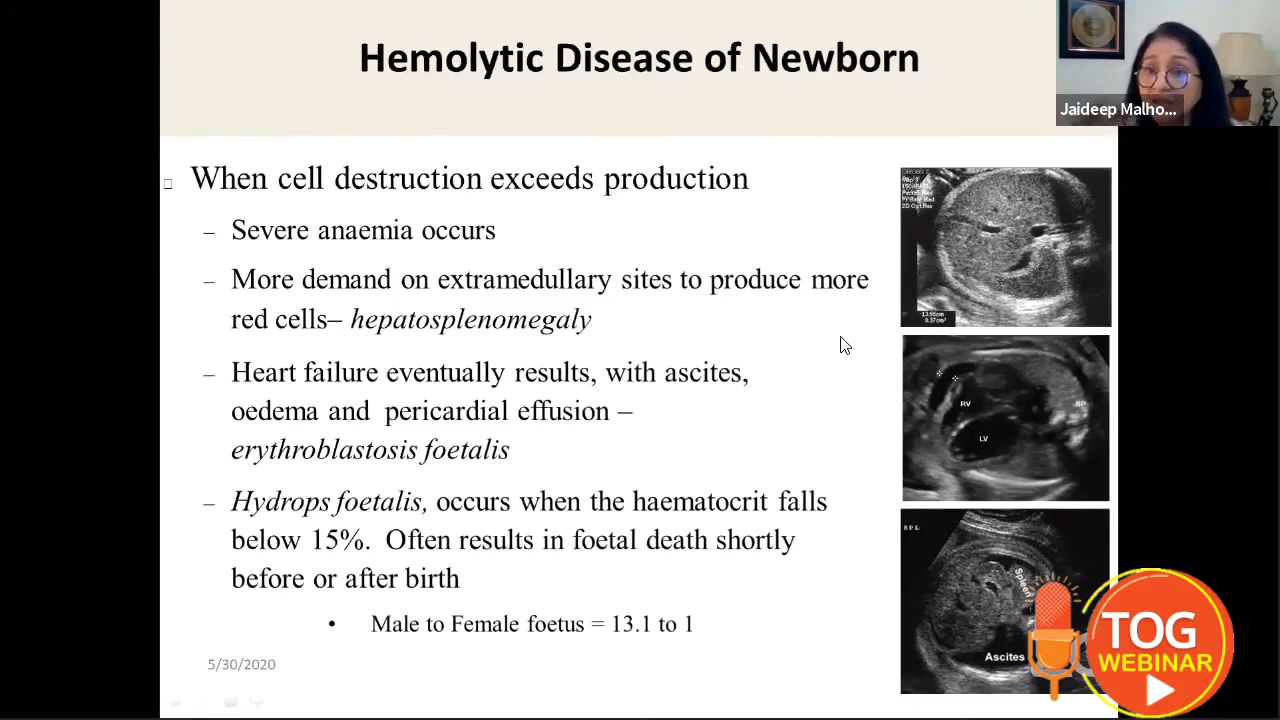 Hemolytic Disease of Newborn
Jaideep Malho...
When cell destruction exceeds production
– Severe anaemia occurs
– More demand on extramedullary sites to produce more
red cells– hepatosplenomegaly
– Heart failure eventually results, with ascites,
oedema and pericardial effusion –
erythroblastosis foetalis
– Hydrops foetalis, occurs when the haematocrit falls
below 15%. Often results in foetal death shortly
before or after birth
• Male to Female foetus = 13.1 to 1
5/30/2020
RV
SP
LV
BPL
Spleen
Ascites
TOG
WEBINAR